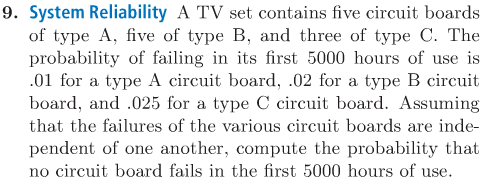 9. System Reliability A TV set contains five circuit boards
of type A, five of type B, and three of type C. The
probability of failing in its first 5000 hours of use is
.01 for a type A circuit board, .02 for a type B circuit
board, and .025 for a type C circuit board. Assuming
that the failures of the various circuit boards are inde-
pendent of one another, compute the probability that
no circuit board fails in the first 5000 hours of use.